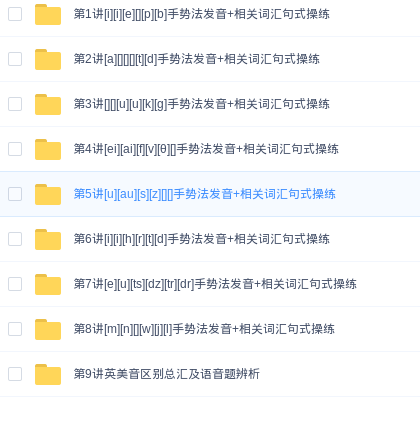 第1讲[i][i][e][][p][b]手势法发音+相关词汇句式操练
第2讲[a][][][][t][d]手势法发音+相关词汇句式操练
第3讲[][][u][u][k][g]手势法发音+相关词汇句式操练
第4讲[ei][ai][f][v][θ][]手势法发音+相关词汇句式操练
第5讲[u][au][s][z][][]手势法发音+相关词汇句式操练
第6讲[i][i][h][r][t][d]手势法发音+相关词汇句式操练
第7讲[e][u][ts][dz][tr][dr]手势法发音+相关词汇句式操练
第8讲[m][n][][w][j][l]手势法发音+相关词汇句式操练
第9讲英美音区别总汇及语音题辨析